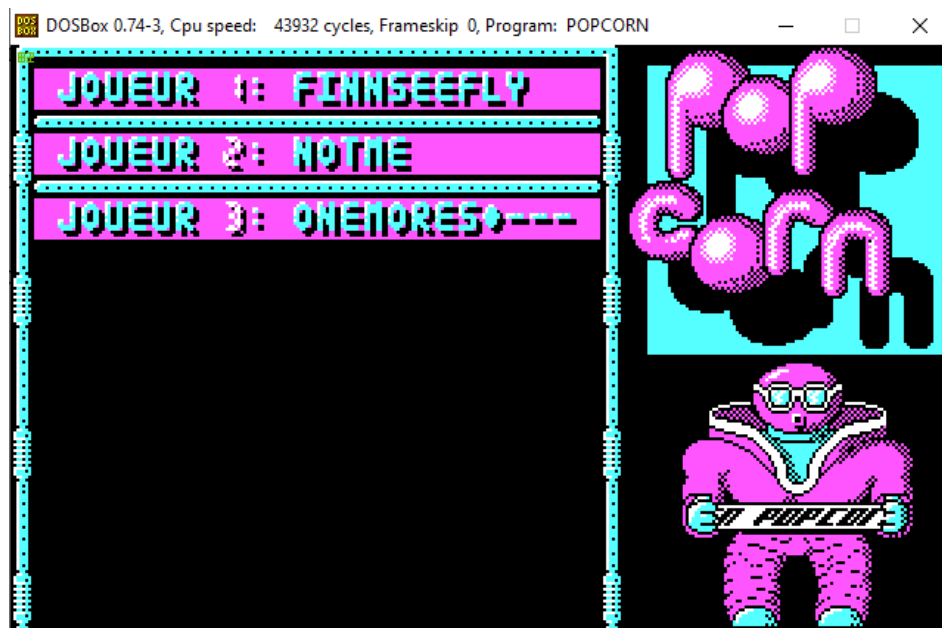 DOSBox 0.74-3, Cpu speed: 43932 cycles, Frameskip 0, Program: POPCORN
JOUEUR 1: FINNSEEFLY
JOUEUR 2: NOTME
JOUEUR 3: ONEMORES♦---
POP
corn
POPCOR